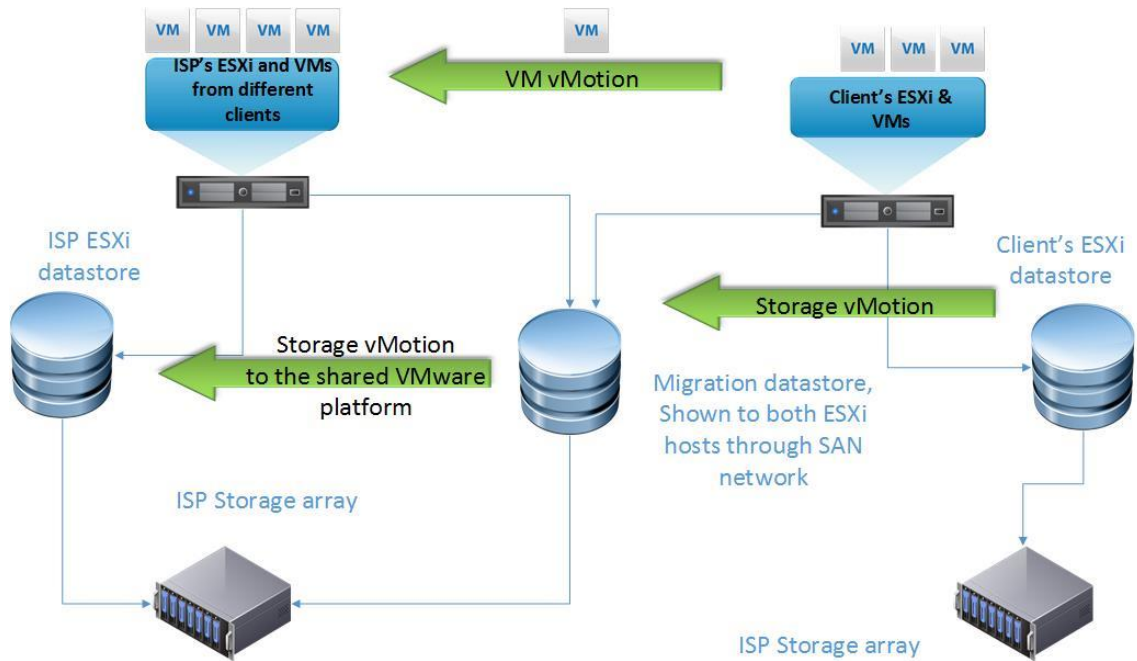 VM VM VM VM
VM
VM VM VM
ISP's ESXi and VMs
from different
clients
VM vMotion
Client's ESXi &
VMs
ISP ESXi
datastore
Client's ESXi
datastore
Storage vMotion
Storage vMotion
to the shared VMware
platform
Migration datastore,
Shown to both ESXi
hosts through SAN
network
ISP Storage array
ISP Storage array